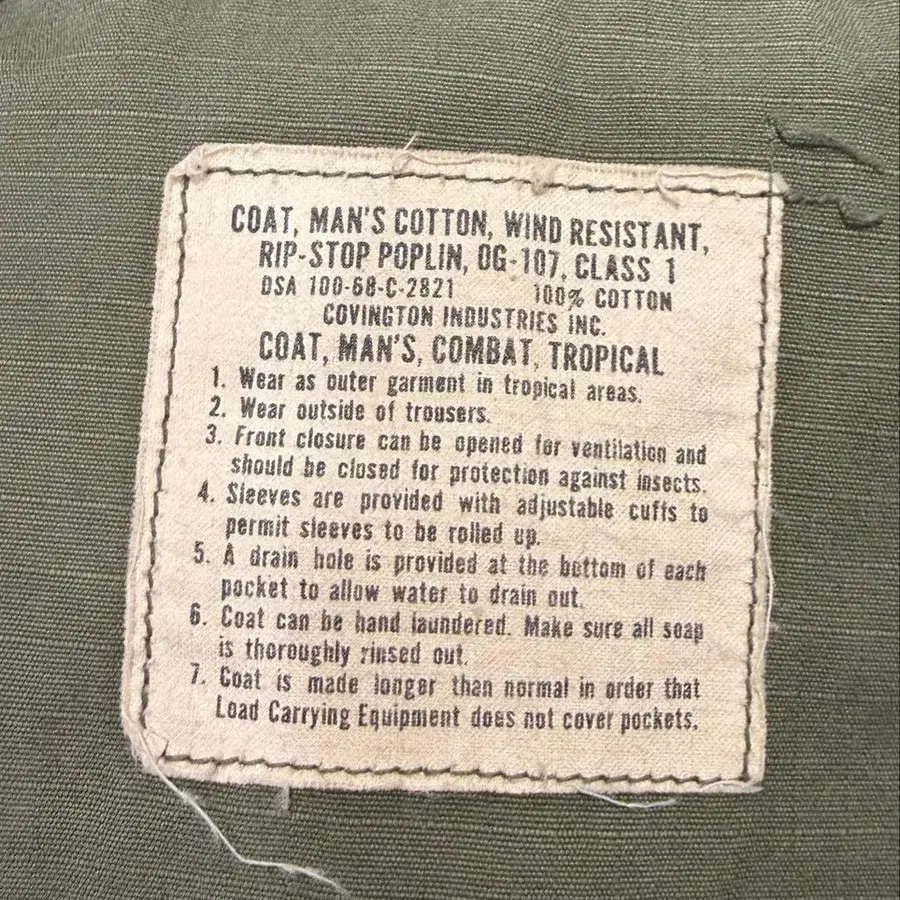 COAT, MAN'S COTTON, WIND RESISTANT,
RIP-STOP POPLIN, OG-107, CLASS 1
DSA 100-68-C-2821 100% COTTON
COVINGTON INDUSTRIES INC.
COAT, MAN'S, COMBAT, TROPICAL
1. Wear as outer garment in tropical areas.
2. Wear outside of trousers.
3. Front closure can be opened for ventilation and
should be closed for protection against insects.
4. Sleeves are provided with adjustable cuffs to
permit sleeves to be rolled up.
5. A drain hole is provided at the bottom of each
pocket to allow water to drain out.
6. Coat can be hand laundered. Make sure all soap
is thoroughly rinsed out.
7. Coat is made longer than normal in order that
Load Carrying Equipment does not cover pockets.